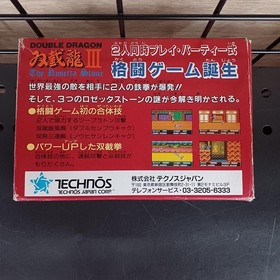 DOUBLE DRAGON
双截龍III
The Rosetta Stone
2人同時プレイ・パーティー式
格闘ゲーム誕生
世界最強の敵を相手に2人の鉄拳が爆発!!
そして、3つのロゼッタストーンの謎が今解き明かされる。
●格闘ゲーム初の合体技
●パワーUPした双截拳
TECHNŌS
TECHNOS JAPAN CORP.
株式会社 テクノスジャパン
テレフォンサービス 03-3205-6333